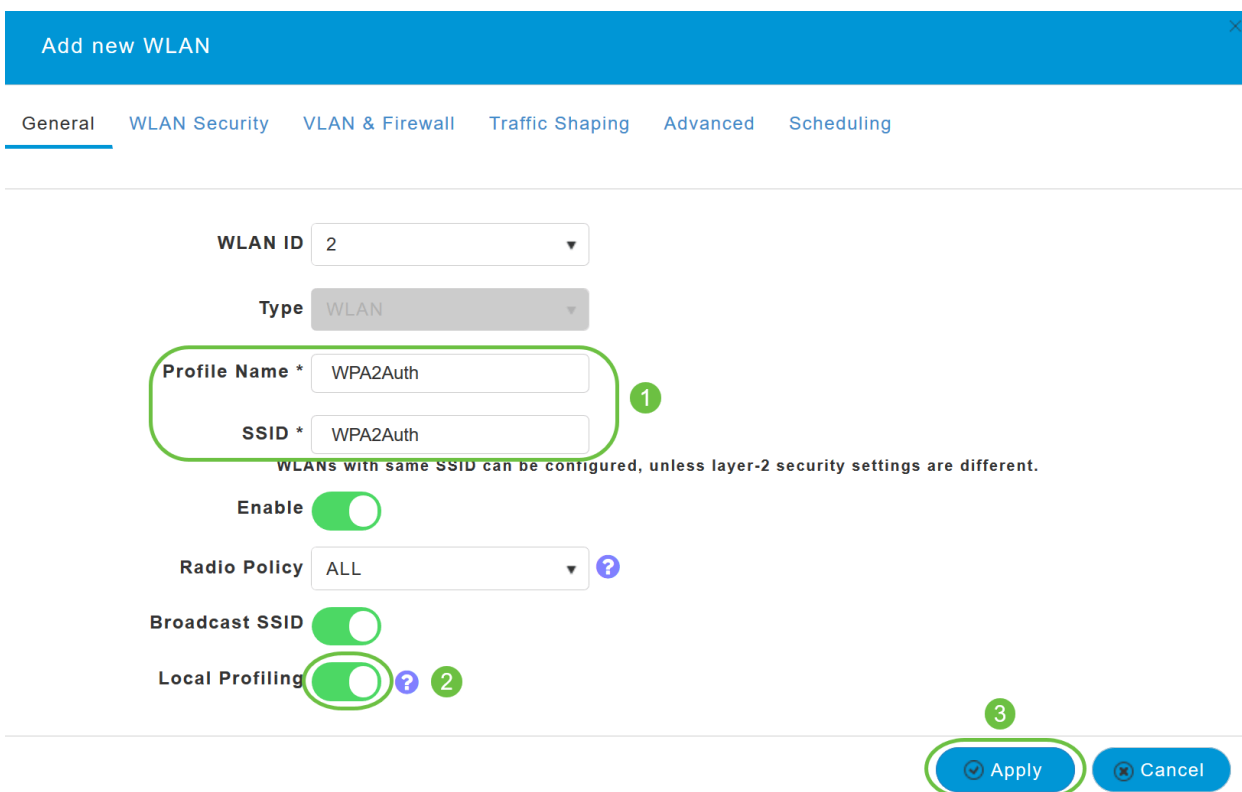 Add new WLAN
General WLAN Security VLAN & Firewall Traffic Shaping Advanced Scheduling
WLAN ID 2
Type WLAN
Profile Name * WPA2Auth
1
SSID * WPA2Auth
WLANs with same SSID can be configured, unless layer-2 security settings are different.
Enable
Radio Policy ALL ?
Broadcast SSID
Local Profiling ? 2
3
Apply Cancel